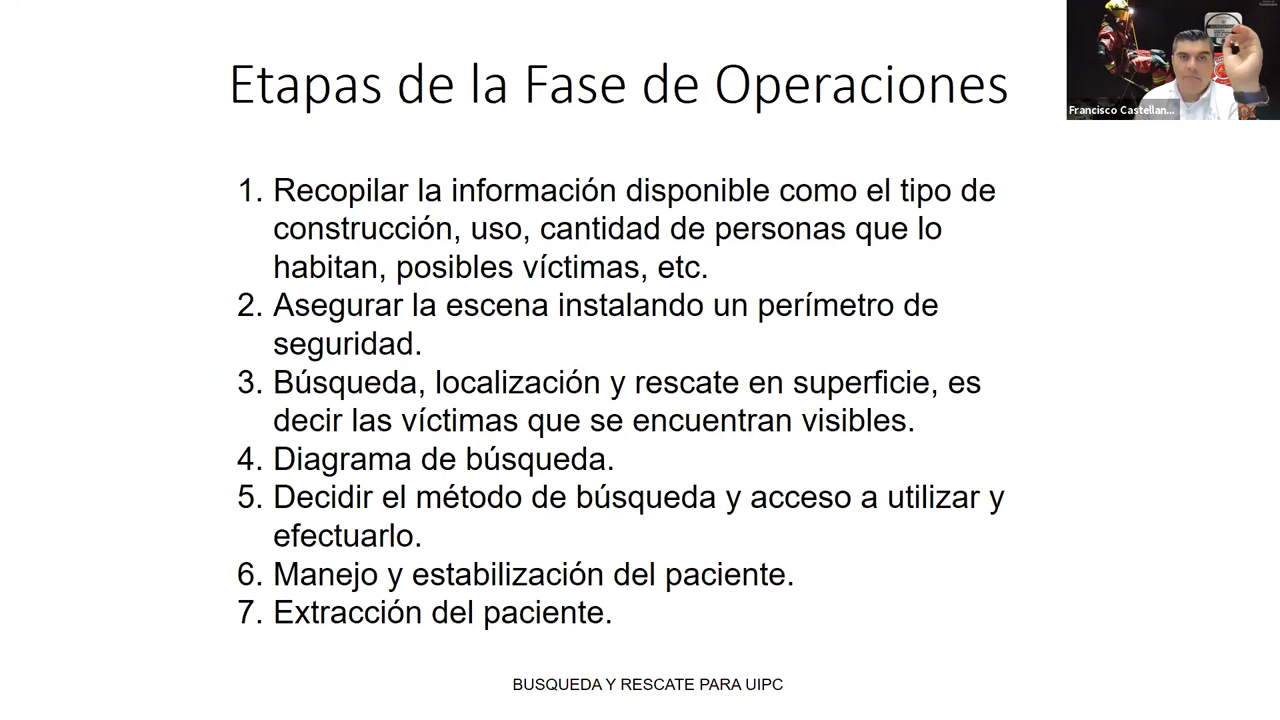 Etapas de la Fase de Operaciones
Francisco Castellan...
1. Recopilar la información disponible como el tipo de
construcción, uso, cantidad de personas que lo
habitan, posibles víctimas, etc.
2. Asegurar la escena instalando un perímetro de
seguridad.
3. Búsqueda, localización y rescate en superficie, es
decir las víctimas que se encuentran visibles.
4. Diagrama de búsqueda.
5. Decidir el método de búsqueda y acceso a utilizar y
efectuarlo.
6. Manejo y estabilización del paciente.
7. Extracción del paciente.
BUSQUEDA Y RESCATE PARA UIPC